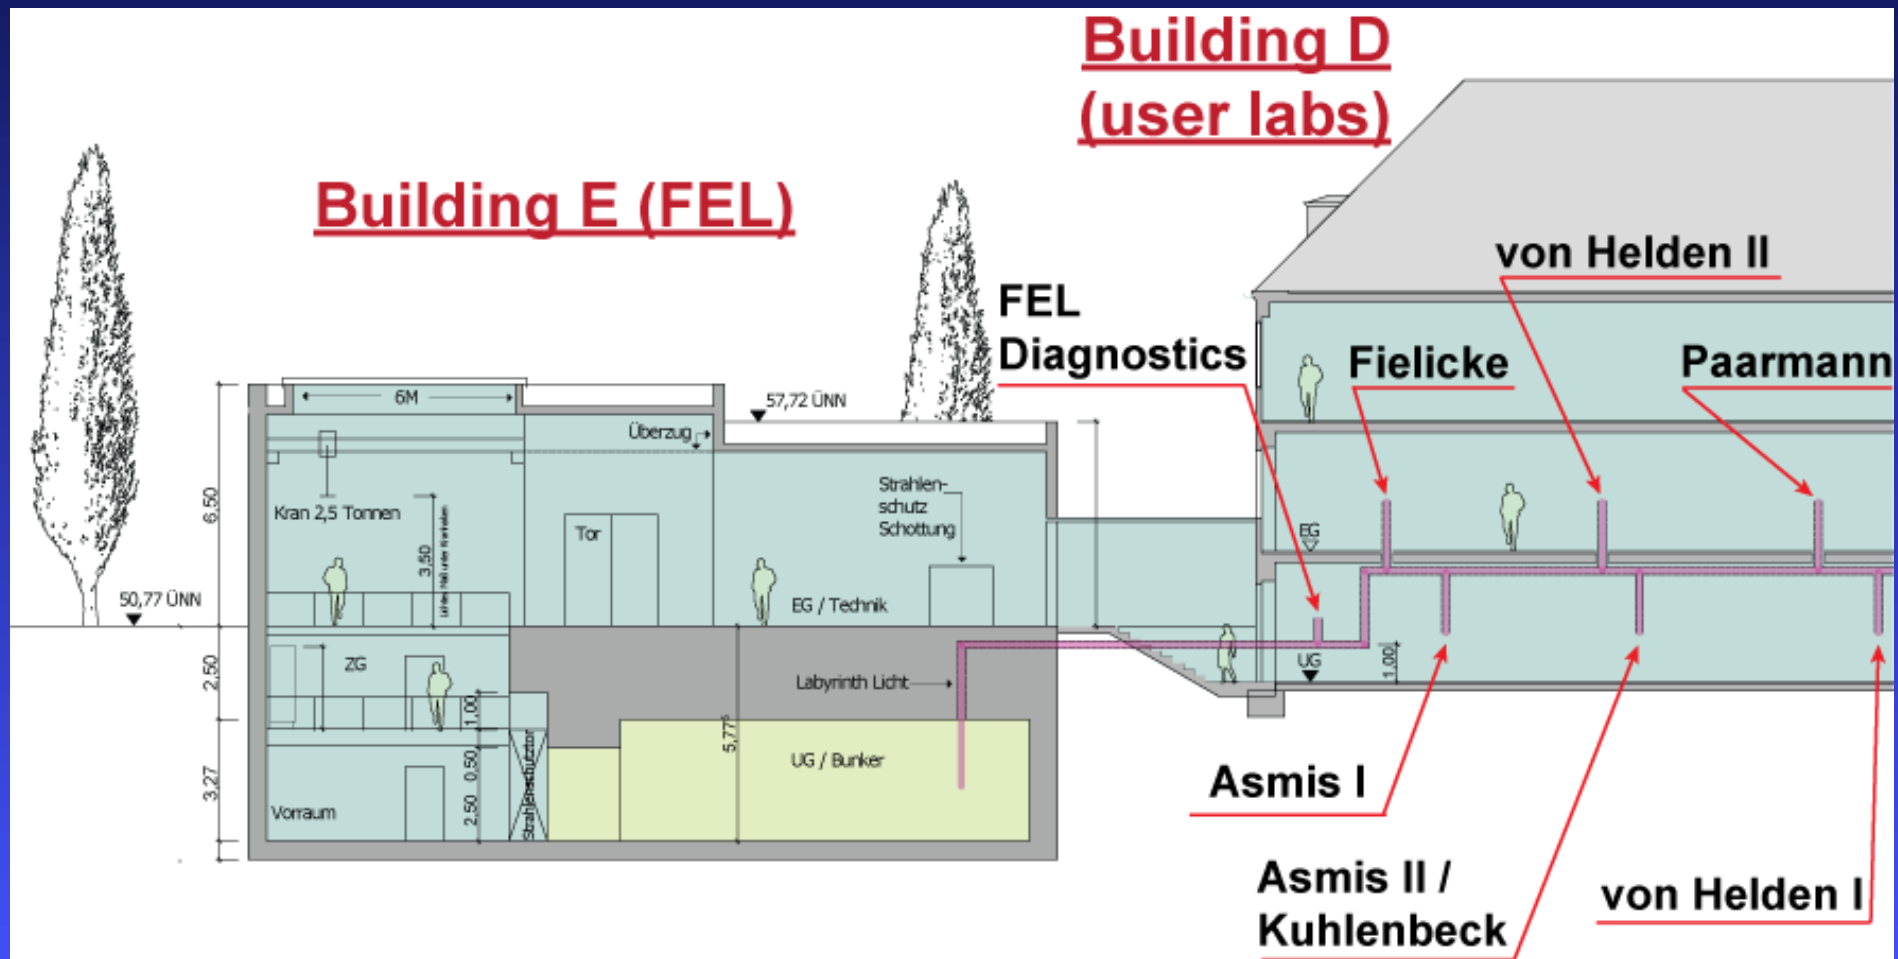 Building D
(user labs)
Building E (FEL)
von Helden II
FEL
Diagnostics
Fielicke
Paarmann
6M
57,72 ÜNN
Überzug
6,50
Kran 2,5 Tonnen
3,50
Strahlen-
schutz
Schottung
Tor
EG
50,77 ÜNN
EG / Technik
2,50
ZG
Labyrinth Licht
UG
1,00
1,00
5,77⁵
UG / Bunker
3,27
0,50
2,50
Strahlenschutztor
Vorraum
Asmis I
Asmis II /
Kuhlenbeck
von Helden I